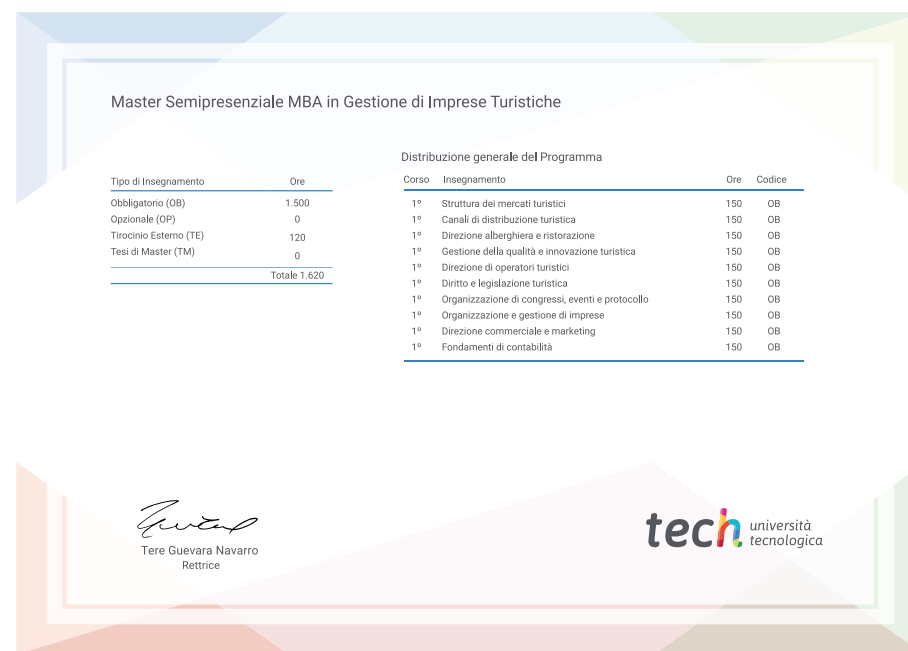 Master Semipresenziale MBA in Gestione di Imprese Turistiche
Tipo di Insegnamento Ore
Obbligatorio (OB) 1.500
Opzionale (OP) 0
Tirocinio Esterno (TE) 120
Tesi di Master (TM) 0
Totale 1.620
Distribuzione generale del Programma
Corso Insegnamento Ore Codice
1º Struttura dei mercati turistici 150 OB
1º Canali di distribuzione turistica 150 OB
1º Direzione alberghiera e ristorazione 150 OB
1º Gestione della qualità e innovazione turistica 150 OB
1º Direzione di operatori turistici 150 OB
1º Diritto e legislazione turistica 150 OB
1º Organizzazione di congressi, eventi e protocollo 150 OB
1º Organizzazione e gestione di imprese 150 OB
1º Direzione commerciale e marketing 150 OB
1º Fondamenti di contabilità 150 OB
Tere Guevara Navarro
Rettrice
tech università
tecnologica